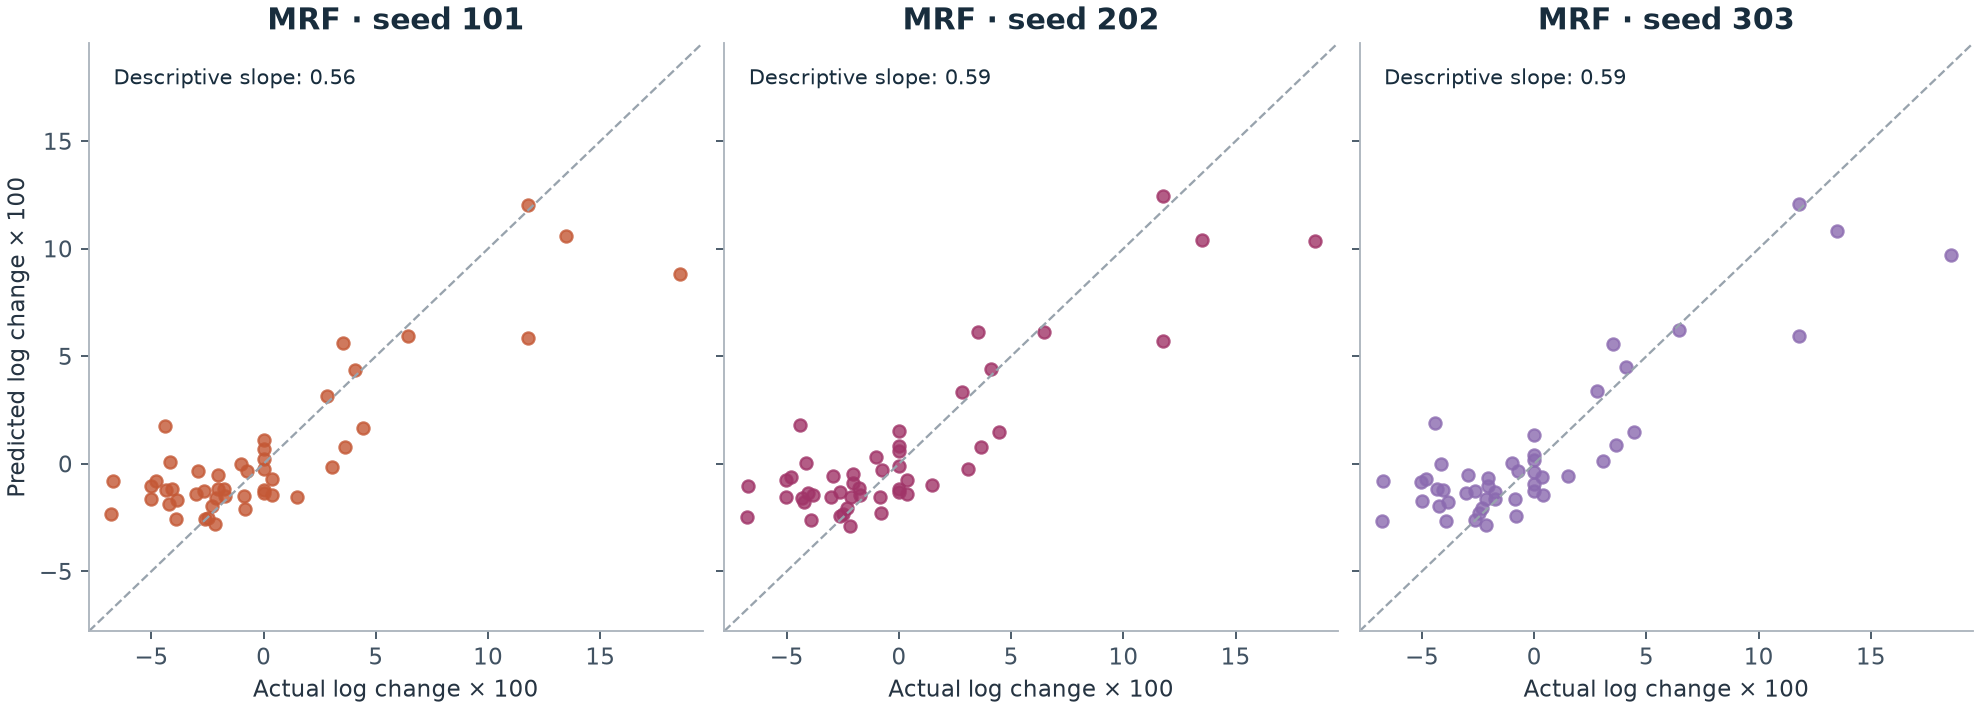 MRF · seed 101
MRF · seed 202
MRF · seed 303
Descriptive slope: 0.56
Descriptive slope: 0.59
Descriptive slope: 0.59
Predicted log change × 100
15
10
5
0
−5
−5 0 5 10 15
−5 0 5 10 15
−5 0 5 10 15
Actual log change × 100
Actual log change × 100
Actual log change × 100